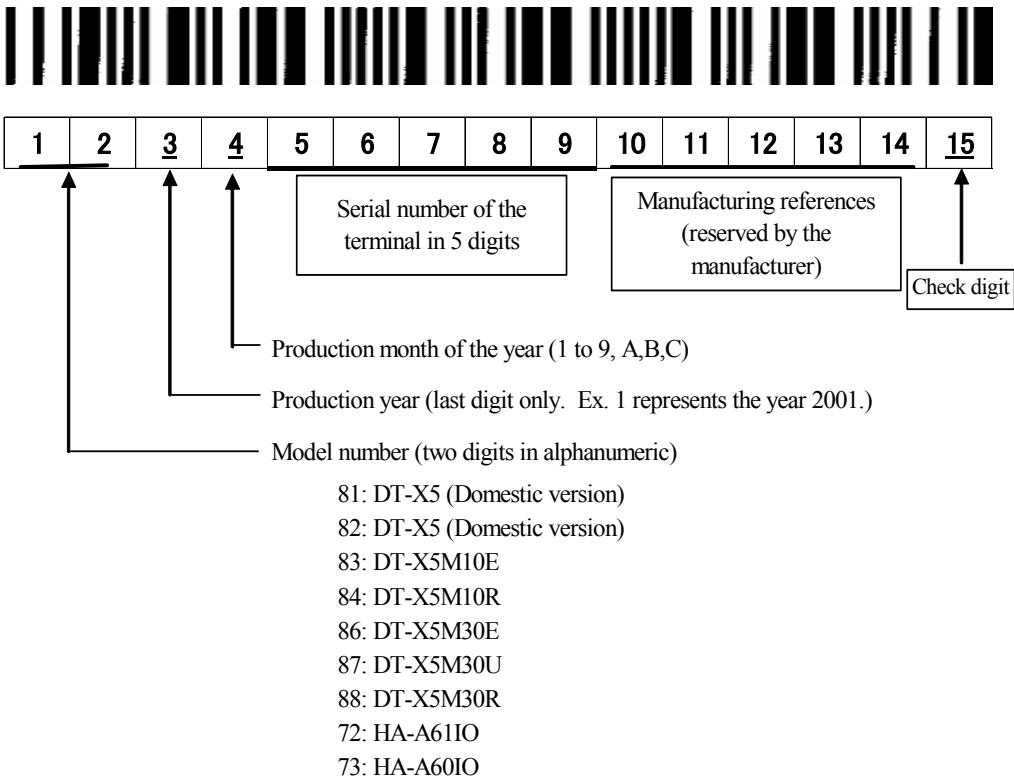 1 2 3 4 5 6 7 8 9 10 11 12 13 14 15
Serial number of the
terminal in 5 digits
Manufacturing references
(reserved by the
manufacturer)
Check digit
Production month of the year (1 to 9, A,B,C)
Production year (last digit only. Ex. 1 represents the year 2001.)
Model number (two digits in alphanumeric)
81: DT-X5 (Domestic version)
82: DT-X5 (Domestic version)
83: DT-X5M10E
84: DT-X5M10R
86: DT-X5M30E
87: DT-X5M30U
88: DT-X5M30R
72: HA-A61IO
73: HA-A60IO